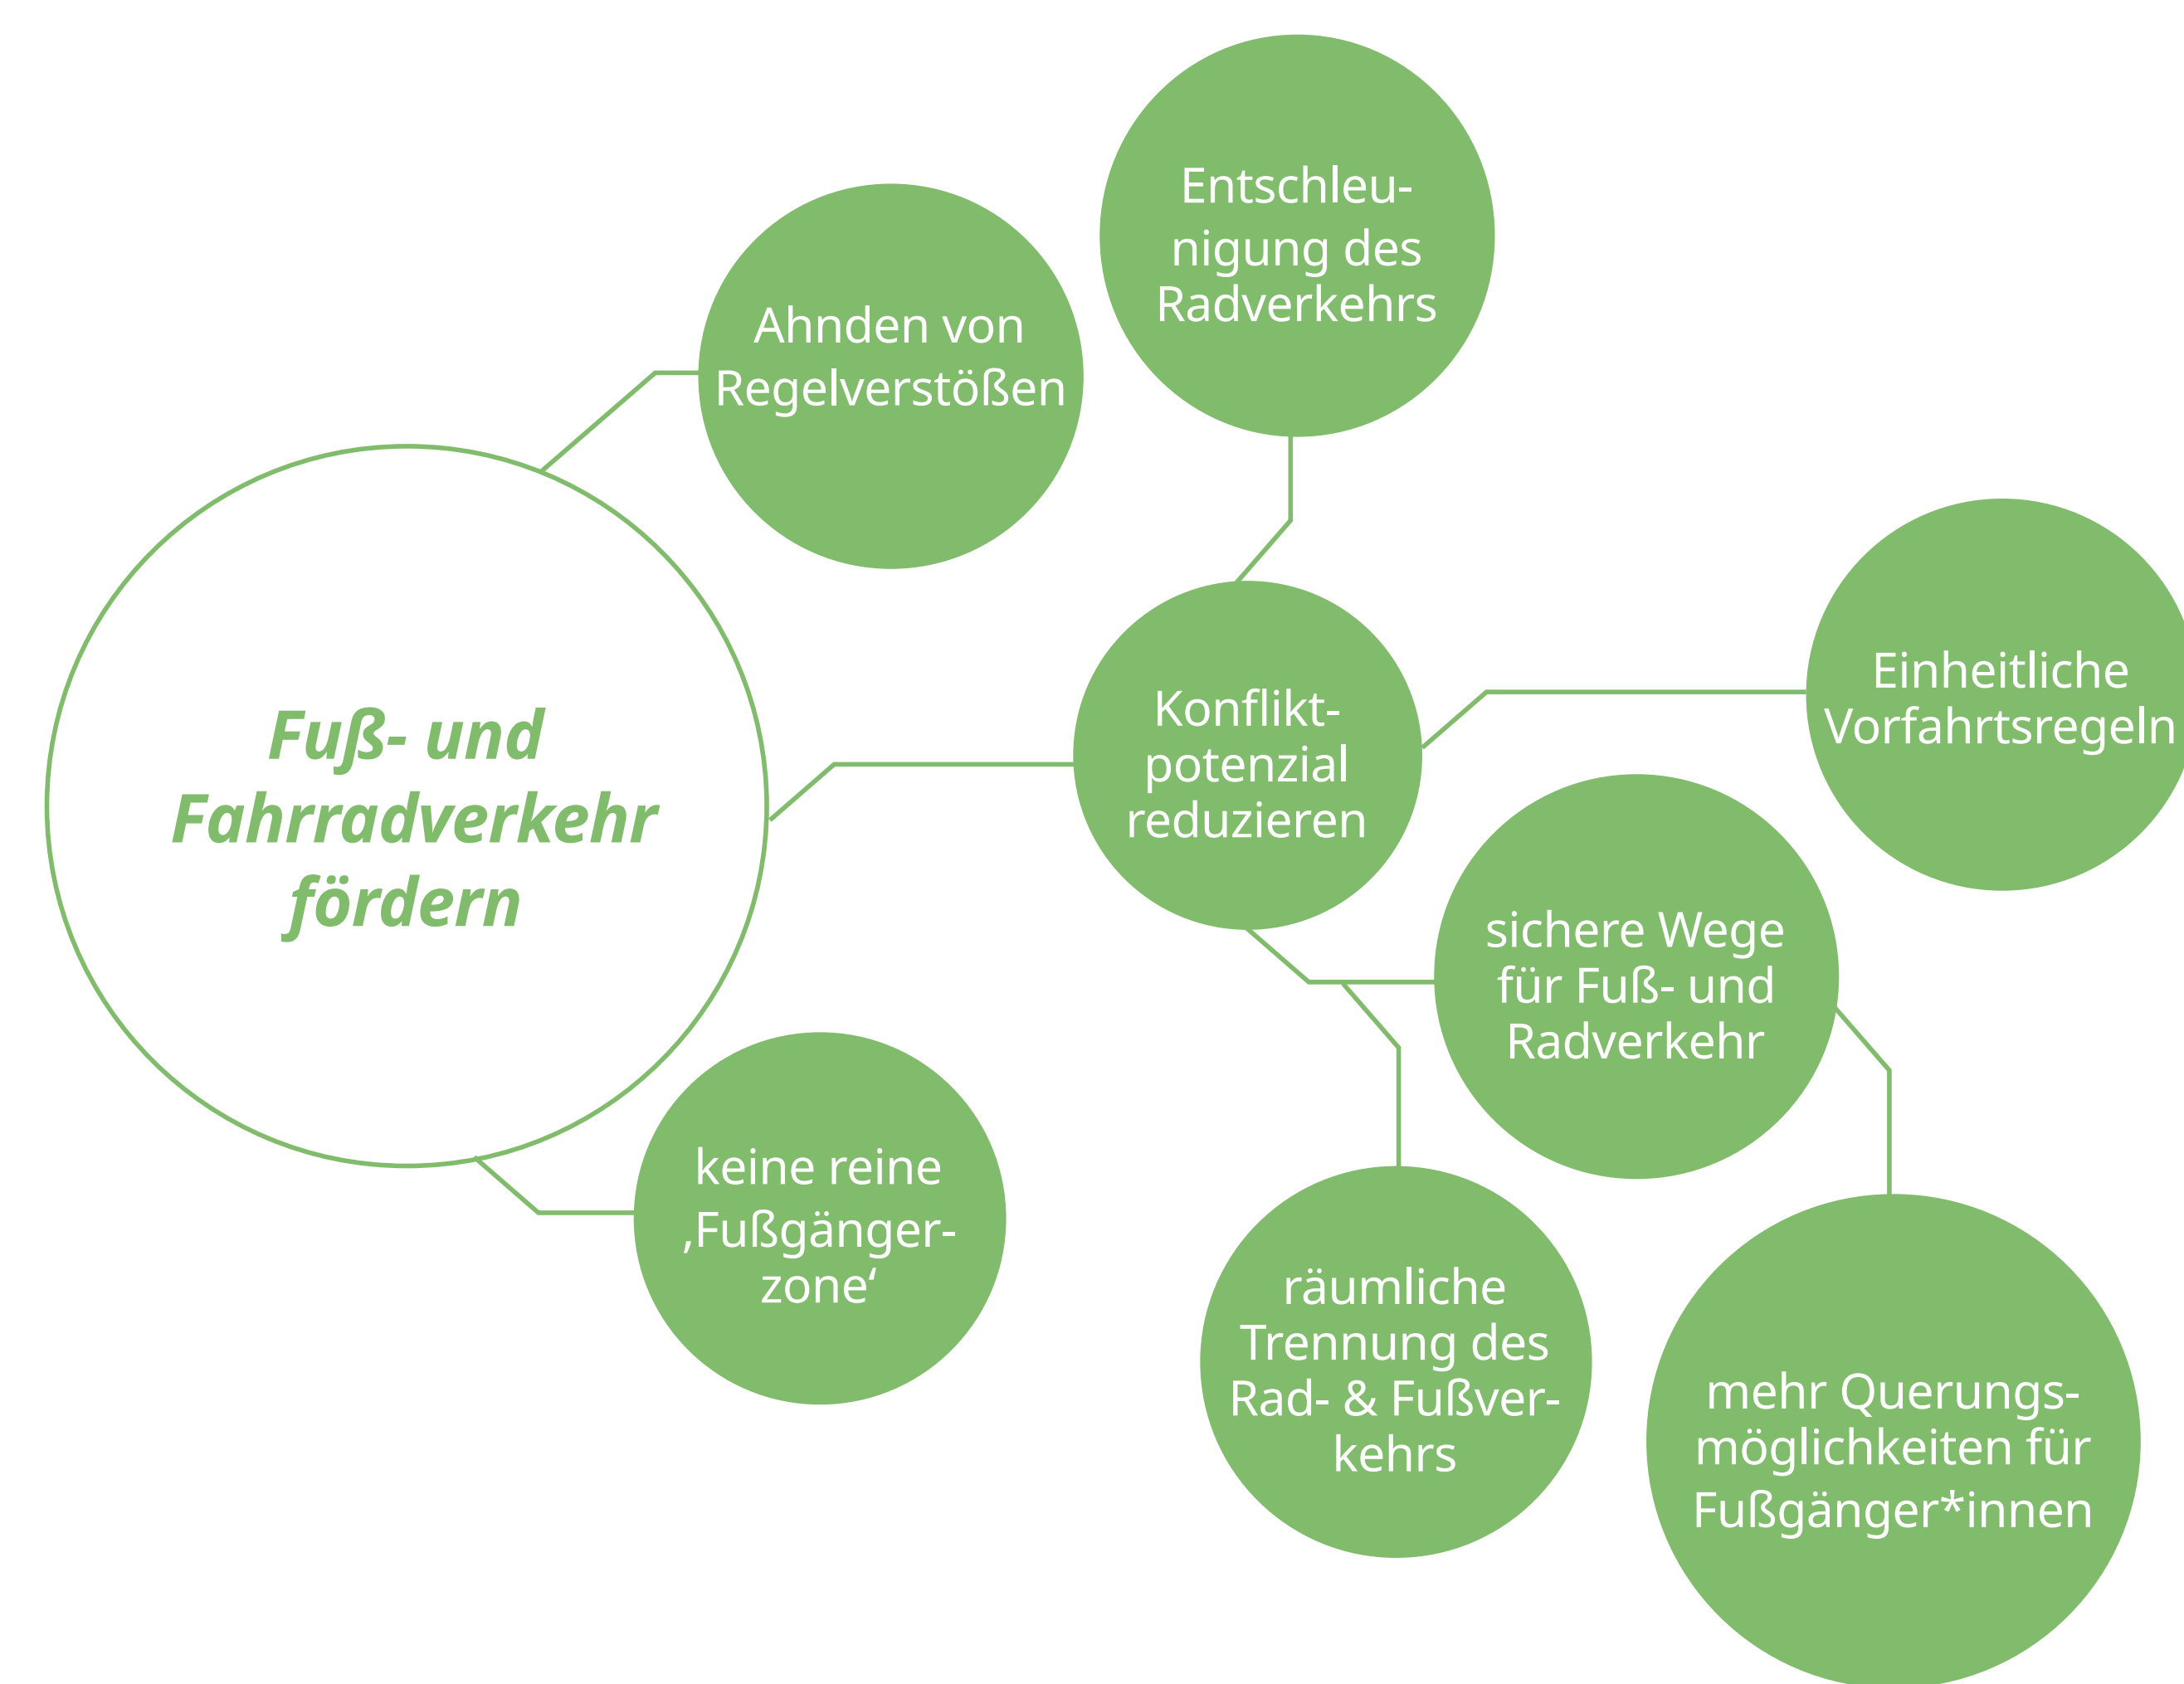 Entschleu-
nigung des
Radverkehrs
Ahnden von
Regelverstößen
Einheitliche
Vorfahrtsregeln
Konflikt-
potenzial
reduzieren
Fuß- und
Fahrradverkehr
fördern
sichere Wege
für Fuß- und
Radverkehr
keine reine
‚Fußgänger-
zone‘
räumliche
Trennung des
Rad- & Fußver-
kehrs
mehr Querungs-
möglichkeiten für
Fußgänger*innen